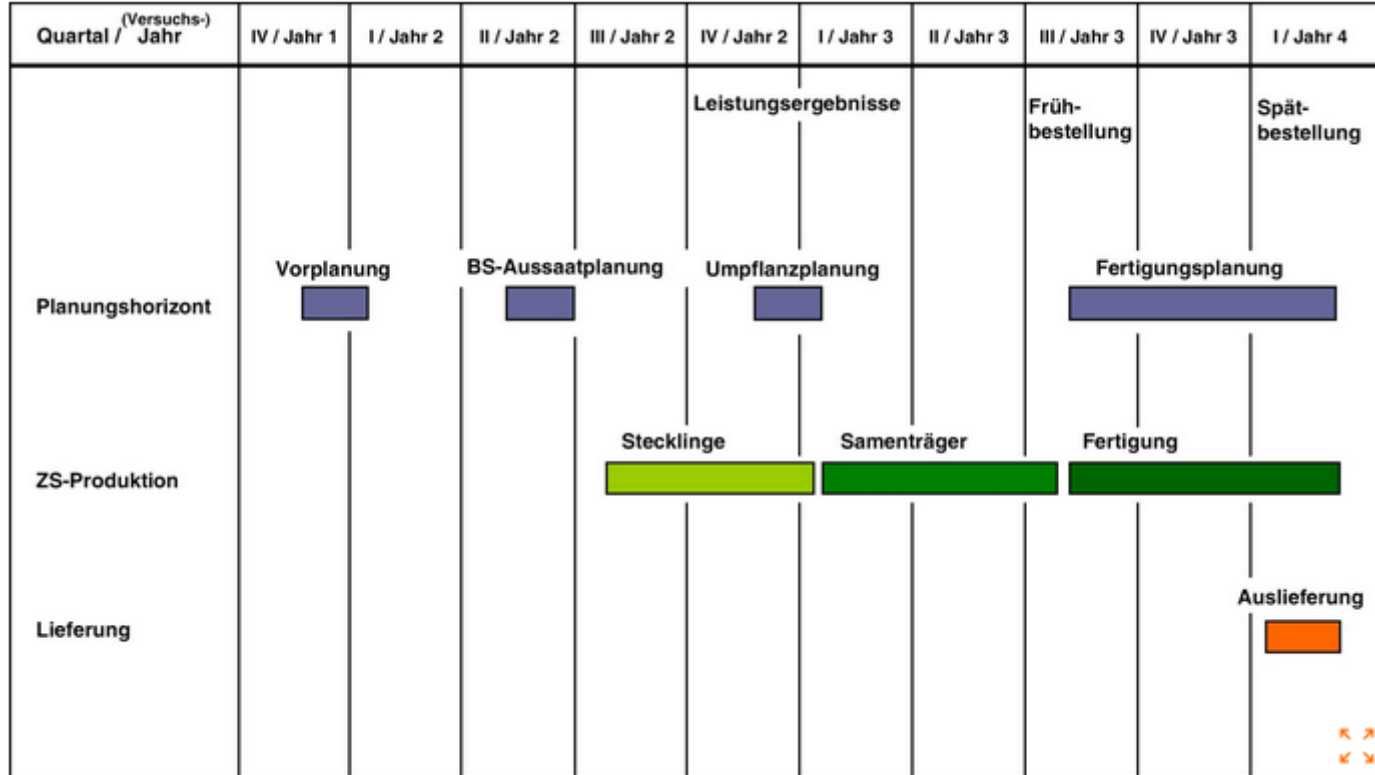 Quartal / (Versuchs-) Jahr
IV / Jahr 1
I / Jahr 2
II / Jahr 2
III / Jahr 2
IV / Jahr 2
I / Jahr 3
II / Jahr 3
III / Jahr 3
IV / Jahr 3
I / Jahr 4
Leistungsergebnisse
Früh-
bestellung
Spät-
bestellung
Planungshorizont
Vorplanung
BS-Aussaatplanung
Umpflanzplanung
Fertigungsplanung
ZS-Produktion
Stecklinge
Samenträger
Fertigung
Lieferung
Auslieferung